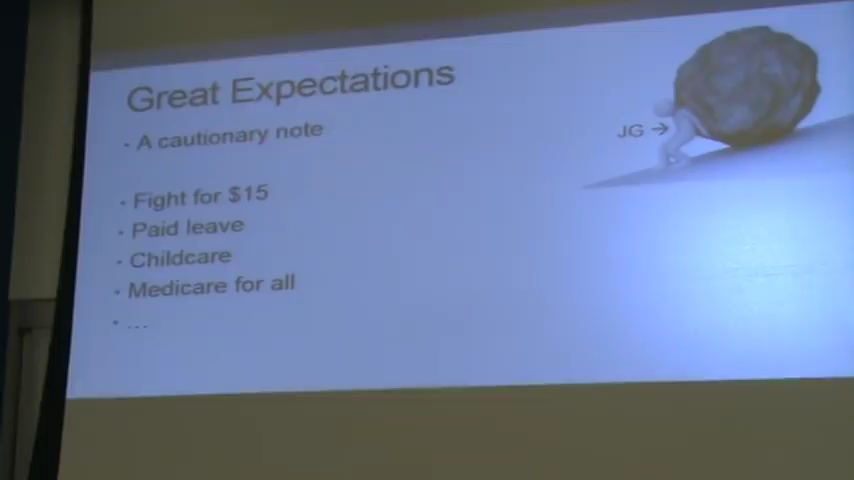 Great Expectations
• A cautionary note
JG →
• Fight for $15
• Paid leave
• Childcare
• Medicare for all
• ...